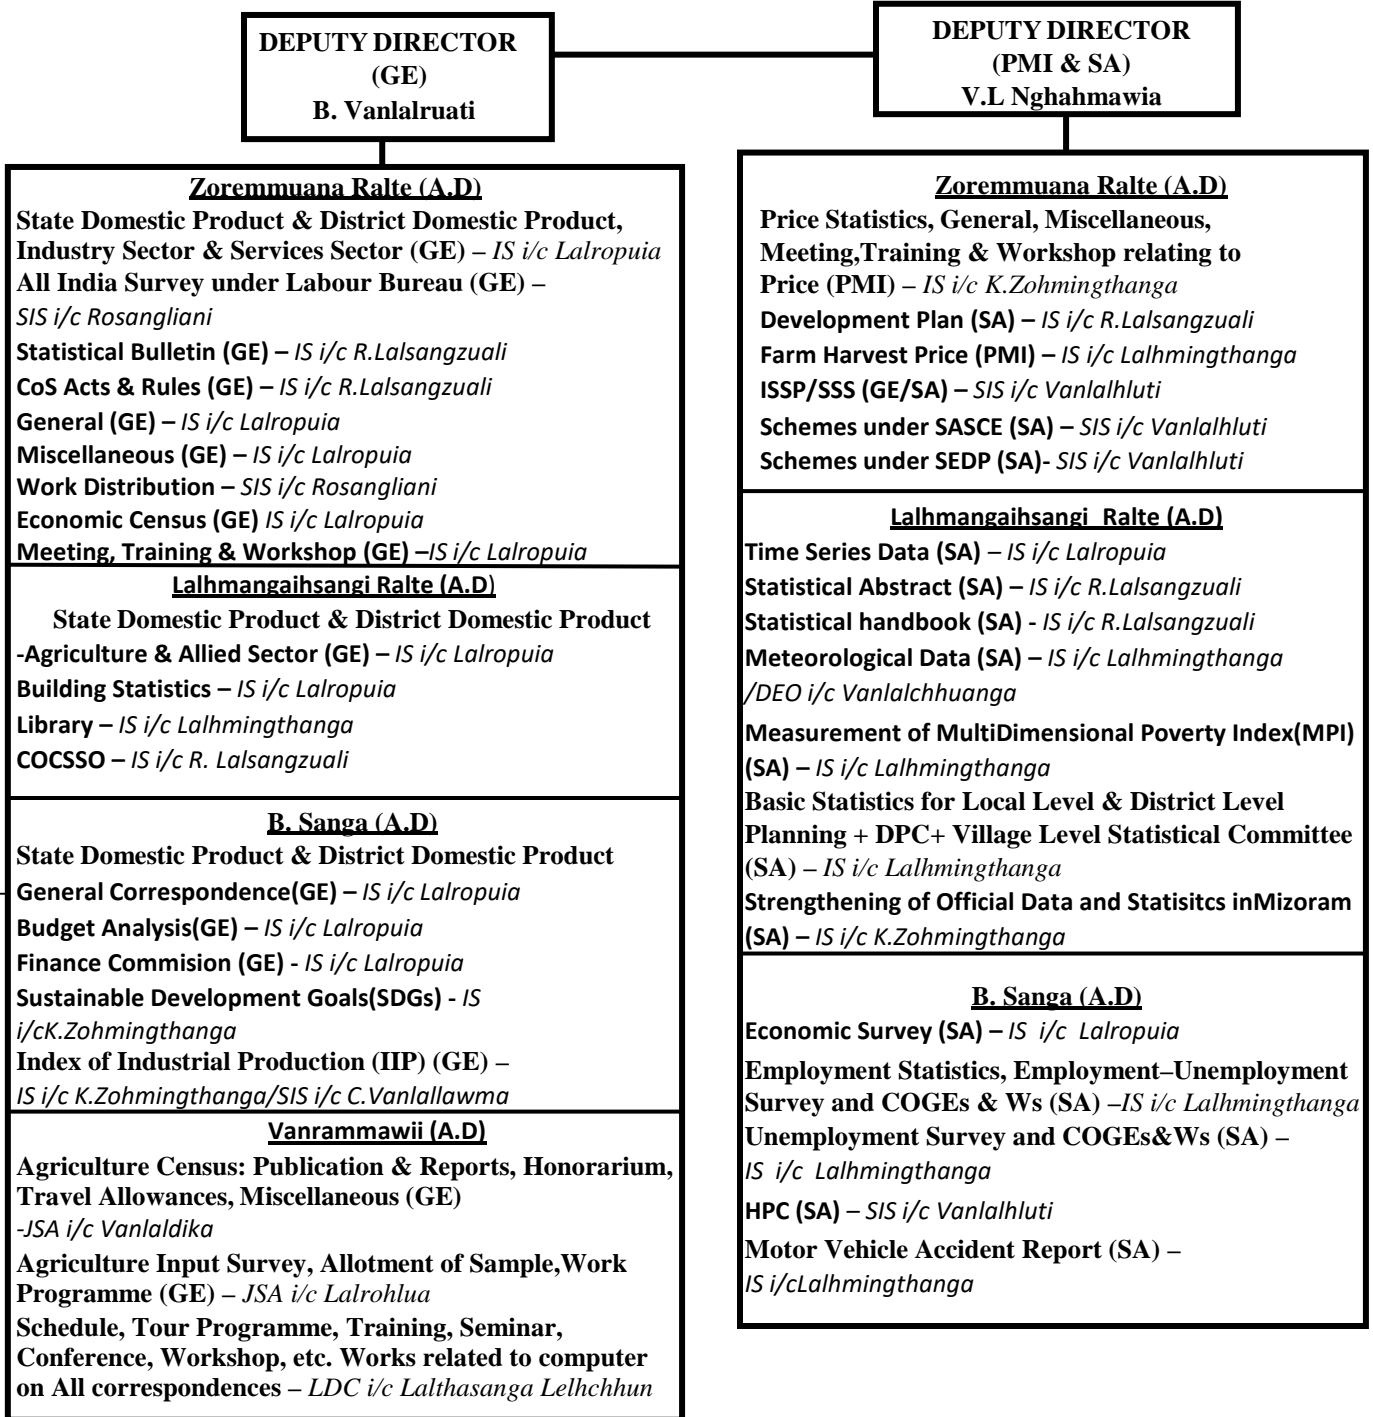 DEPUTY DIRECTOR
(GE)
B. Vanlalruati
Zoremmuana Ralte (A.D)
State Domestic Product & District Domestic Product,
Industry Sector & Services Sector (GE) – IS i/c Lalropuia
All India Survey under Labour Bureau (GE) –
SIS i/c Rosangliani
Statistical Bulletin (GE) – IS i/c R.Lalsangzuali
CoS Acts & Rules (GE) – IS i/c R.Lalsangzuali
General (GE) – IS i/c Lalropuia
Miscellaneous (GE) – IS i/c Lalropuia
Work Distribution – SIS i/c Rosangliani
Economic Census (GE) IS i/c Lalropuia
Meeting, Training & Workshop (GE) –IS i/c Lalropuia
Lalhmangaihsangi Ralte (A.D)
State Domestic Product & District Domestic Product
-Agriculture & Allied Sector (GE) – IS i/c Lalropuia
Building Statistics – IS i/c Lalropuia
Library – IS i/c Lalhmingthanga
COCSSO – IS i/c R. Lalsangzuali
B. Sanga (A.D)
State Domestic Product & District Domestic Product
General Correspondence(GE) – IS i/c Lalropuia
Budget Analysis(GE) – IS i/c Lalropuia
Finance Commision (GE) - IS i/c Lalropuia
Sustainable Development Goals(SDGs) - IS
i/cK.Zohmingthanga
Index of Industrial Production (IIP) (GE) –
IS i/c K.Zohmingthanga/SIS i/c C.Vanlallawma
Vanrammawii (A.D)
Agriculture Census: Publication & Reports, Honorarium,
Travel Allowances, Miscellaneous (GE)
-JSA i/c Vanlaldika
Agriculture Input Survey, Allotment of Sample,Work
Programme (GE) – JSA i/c Lalrohlua
Schedule, Tour Programme, Training, Seminar,
Conference, Workshop, etc. Works related to computer
on All correspondences – LDC i/c Lalthasanga Lelhchhun
DEPUTY DIRECTOR
(PMI & SA)
V.L Nghahmawia
Zoremmuana Ralte (A.D)
Price Statistics, General, Miscellaneous,
Meeting,Training & Workshop relating to
Price (PMI) – IS i/c K.Zohmingthanga
Development Plan (SA) – IS i/c R.Lalsangzuali
Farm Harvest Price (PMI) – IS i/c Lalhmingthanga
ISSP/SSS (GE/SA) – SIS i/c Vanlalhluti
Schemes under SASCE (SA) – SIS i/c Vanlalhluti
Schemes under SEDP (SA)- SIS i/c Vanlalhluti
Lalhmangaihsangi Ralte (A.D)
Time Series Data (SA) – IS i/c Lalropuia
Statistical Abstract (SA) – IS i/c R.Lalsangzuali
Statistical handbook (SA) - IS i/c R.Lalsangzuali
Meteorological Data (SA) – IS i/c Lalhmingthanga
/DEO i/c Vanlalchhuanga
Measurement of MultiDimensional Poverty Index(MPI)
(SA) – IS i/c Lalhmingthanga
Basic Statistics for Local Level & District Level
Planning + DPC+ Village Level Statistical Committee
(SA) – IS i/c Lalhmingthanga
Strengthening of Official Data and Statisitcs inMizoram
(SA) – IS i/c K.Zohmingthanga
B. Sanga (A.D)
Economic Survey (SA) – IS i/c Lalropuia
Employment Statistics, Employment–Unemployment
Survey and COGEs & Ws (SA) –IS i/c Lalhmingthanga
Unemployment Survey and COGEs&Ws (SA) –
IS i/c Lalhmingthanga
HPC (SA) – SIS i/c Vanlalhluti
Motor Vehicle Accident Report (SA) –
IS i/cLalhmingthanga